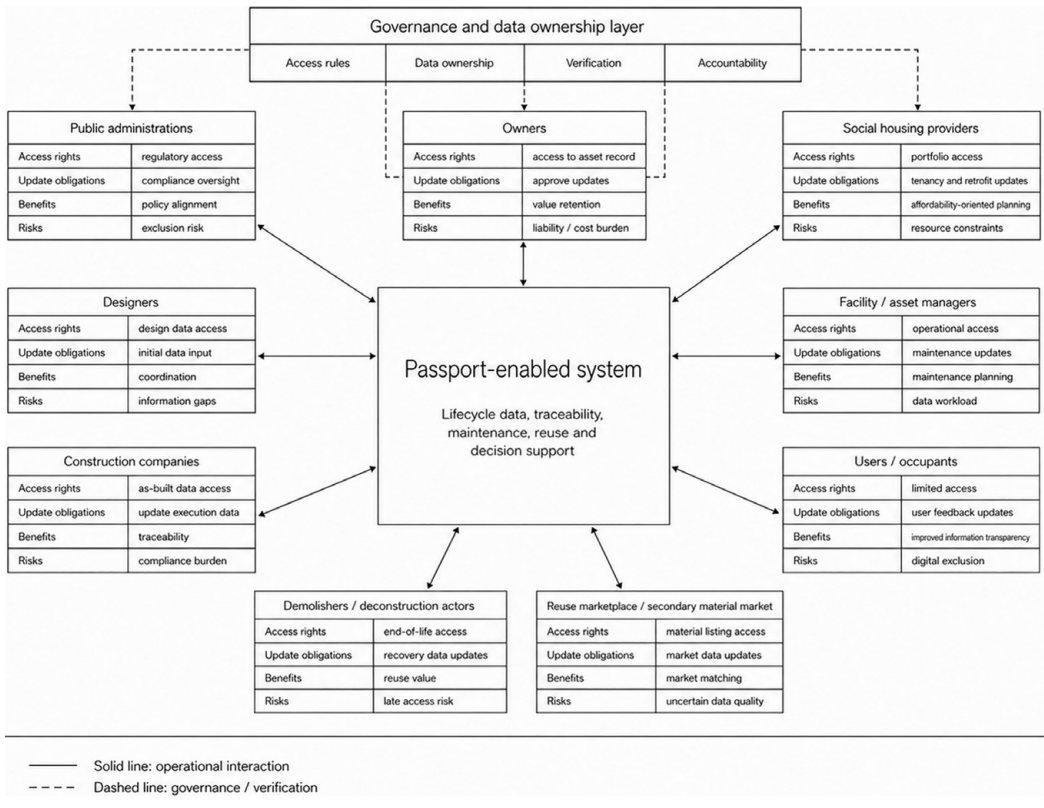 Governance and data ownership layer
Access rules Data ownership Verification Accountability
Public administrations
Access rights regulatory access
Update obligations compliance oversight
Benefits policy alignment
Risks exclusion risk
Owners
Access rights access to asset record
Update obligations approve updates
Benefits value retention
Risks liability / cost burden
Social housing providers
Access rights portfolio access
Update obligations tenancy and retrofit updates
Benefits affordability-oriented planning
Risks resource constraints
Designers
Access rights design data access
Update obligations initial data input
Benefits coordination
Risks information gaps
Passport-enabled system
Lifecycle data, traceability,
maintenance, reuse and
decision support
Facility / asset managers
Access rights operational access
Update obligations maintenance updates
Benefits maintenance planning
Risks data workload
Construction companies
Access rights as-built data access
Update obligations update execution data
Benefits traceability
Risks compliance burden
Users / occupants
Access rights limited access
Update obligations user feedback updates
Benefits improved information transparency
Risks digital exclusion
Demolishers / deconstruction actors
Access rights end-of-life access
Update obligations recovery data updates
Benefits reuse value
Risks late access risk
Reuse marketplace / secondary material market
Access rights material listing access
Update obligations market data updates
Benefits market matching
Risks uncertain data quality
Solid line: operational interaction
Dashed line: governance / verification